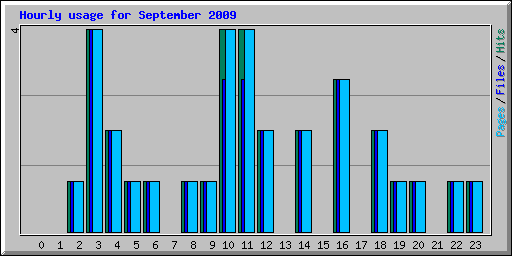 Hourly usage for September 2009
4
Pages / Files / Hits
0 1 2 3 4 5 6 7 8 9 10 11 12 13 14 15 16 17 18 19 20 21 22 23